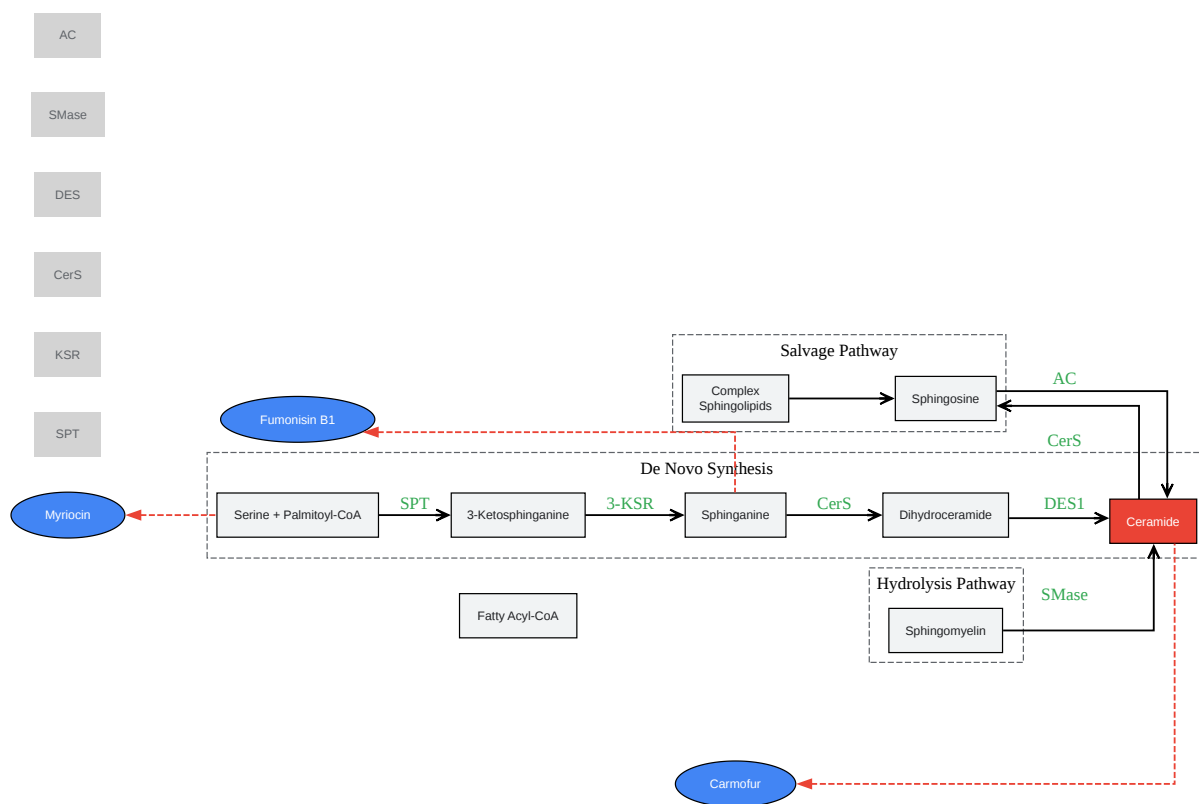 AC
SMase
DES
CerS
KSR
SPT
Salvage Pathway
Complex
Sphingolipids
Sphingosine
AC
CerS
Fumonisin B1
De Novo Synthesis
Myriocin
Serine + Palmitoyl-CoA
SPT
3-Ketosphinganine
3-KSR
Sphinganine
CerS
Dihydroceramide
DES1
Ceramide
Hydrolysis Pathway
Sphingomyelin
SMase
Fatty Acyl-CoA
Carmofur